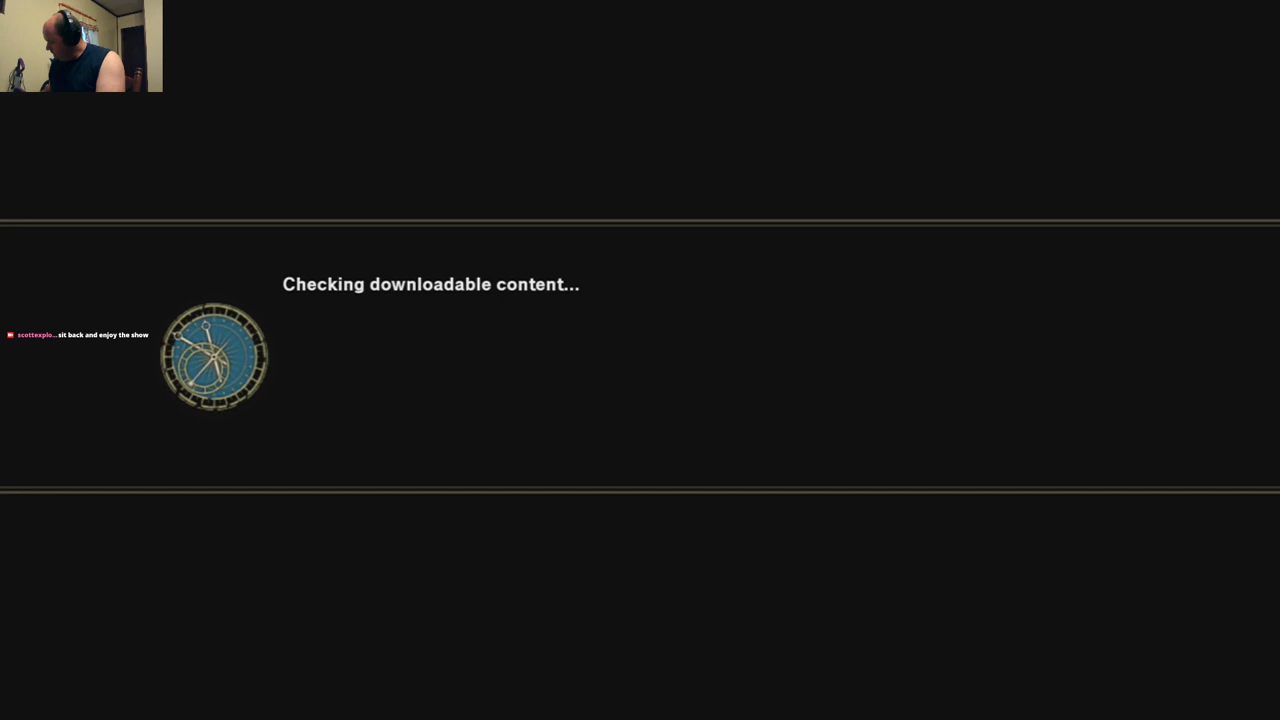 Checking downloadable content...
scottexplo... sit back and enjoy the show